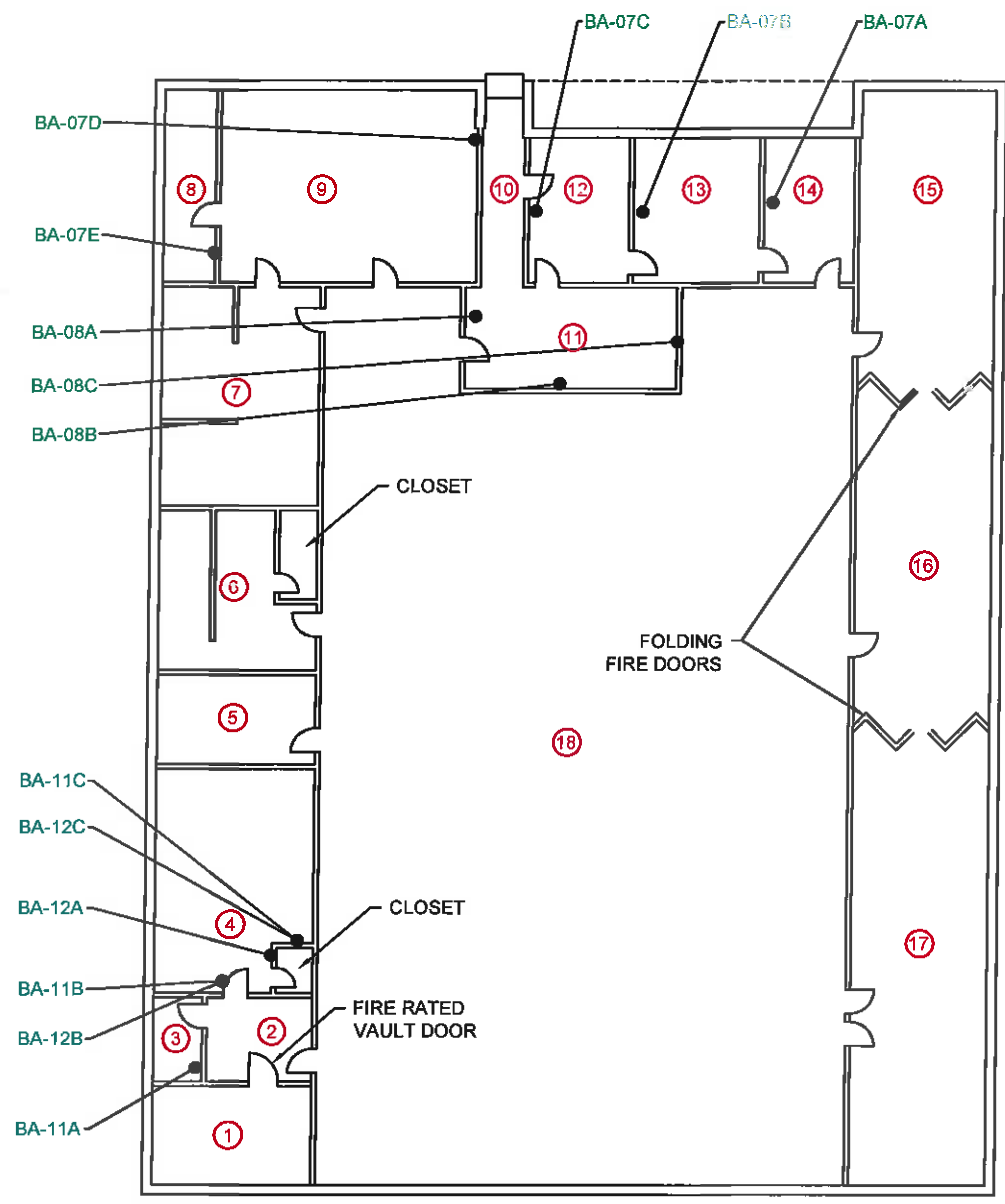 BA-07C
BA-07B
BA-07A
BA-07D
8
9
10
12
13
14
15
BA-07E
BA-08A
11
BA-08C
7
BA-08B
CLOSET
16
6
FOLDING
FIRE DOORS
5
18
BA-11C
BA-12C
BA-12A
CLOSET
4
17
BA-11B
FIRE RATED
VAULT DOOR
BA-12B
3
2
BA-11A
1